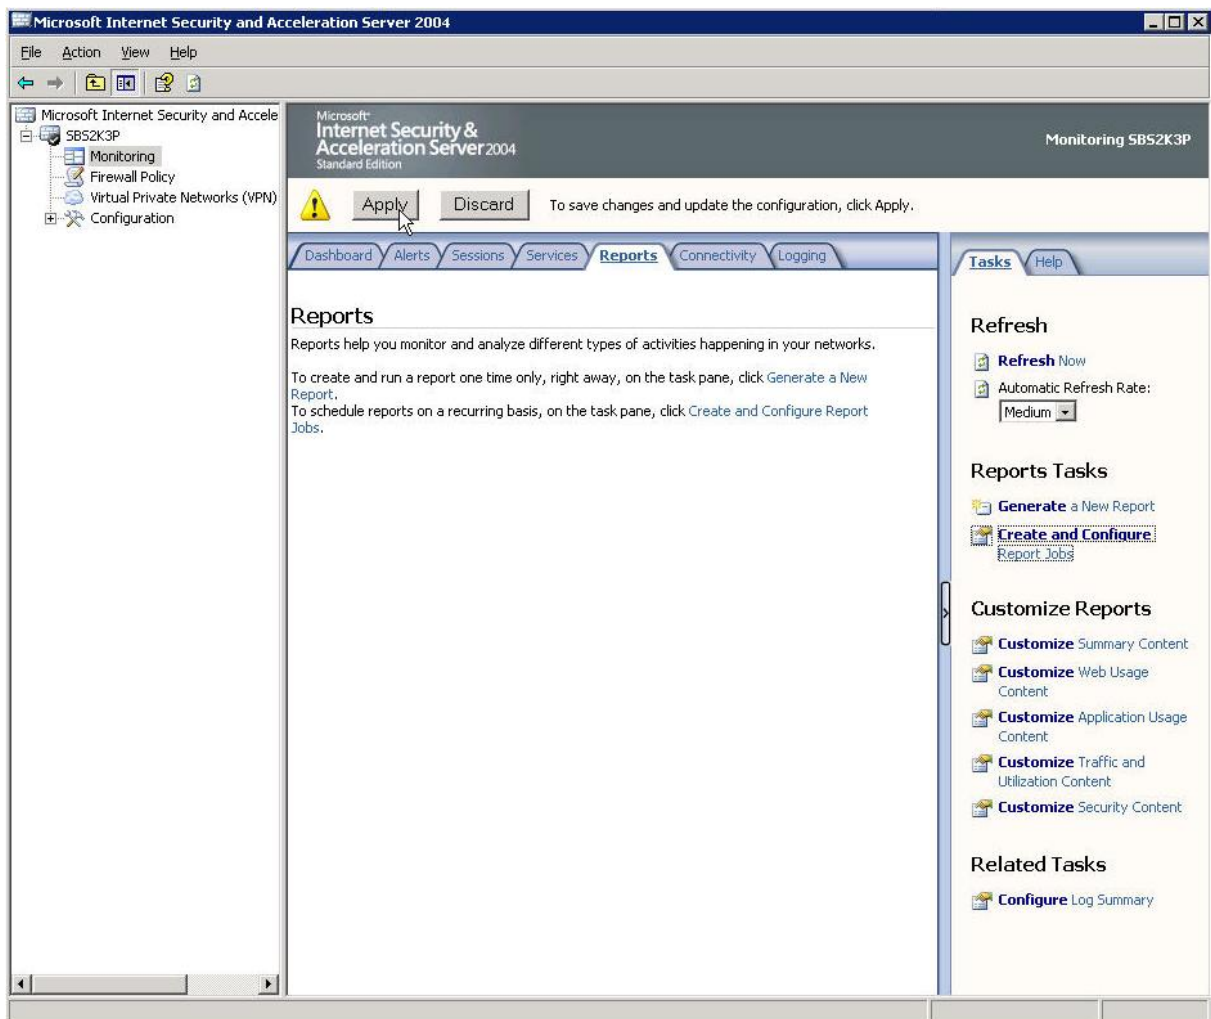 Microsoft Internet Security and Acceleration Server 2004
File Action View Help
Microsoft Internet Security and Accele
SBS2K3P
Monitoring
Firewall Policy
Virtual Private Networks (VPN)
Configuration
Microsoft
Internet Security &
Acceleration Server 2004
Standard Edition
Monitoring SBS2K3P
Apply Discard To save changes and update the configuration, click Apply.
Dashboard Alerts Sessions Services Reports Connectivity Logging
Reports
Reports help you monitor and analyze different types of activities happening in your networks.
To create and run a report one time only, right away, on the task pane, click Generate a New
Report.
To schedule reports on a recurring basis, on the task pane, click Create and Configure Report
Jobs.
Tasks Help
Refresh
Refresh Now
Automatic Refresh Rate:
Medium
Reports Tasks
Generate a New Report
Create and Configure
Report Jobs
Customize Reports
Customize Summary Content
Customize Web Usage
Content
Customize Application Usage
Content
Customize Traffic and
Utilization Content
Customize Security Content
Related Tasks
Configure Log Summary